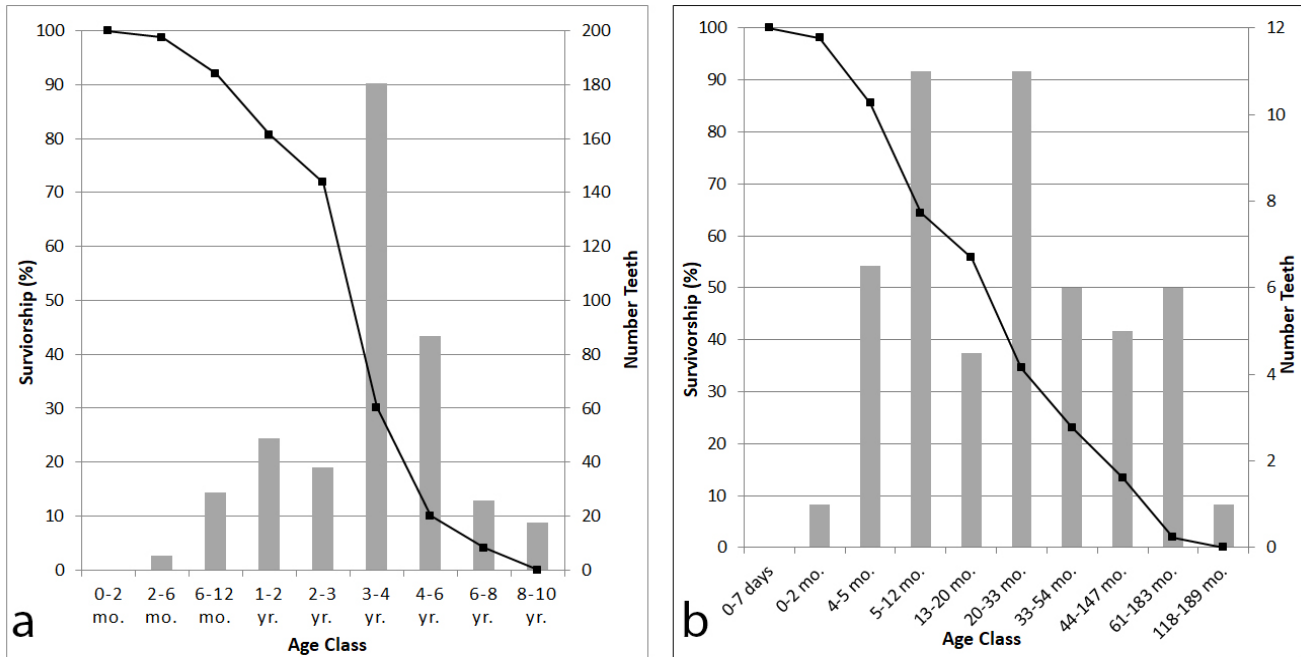 100
90
80
70
60
50
40
30
20
10
0
Surviorship (%)
200
180
160
140
120
100
80
60
40
20
0
Number Teeth
0-2 2-6 6-12 1-2 2-3 3-4 4-6 6-8 8-10
mo. mo. mo. yr. yr. yr. yr. yr. yr.
Age Class
a
100
90
80
70
60
50
40
30
20
10
0
Survivorship (%)
12
10
8
6
4
2
0
Number Teeth
0-7 days
0-2 mo.
4-5 mo.
5-12 mo.
13-20 mo.
20-33 mo.
33-54 mo.
44-147 mo.
61-183 mo.
118-189 mo.
Age Class
b